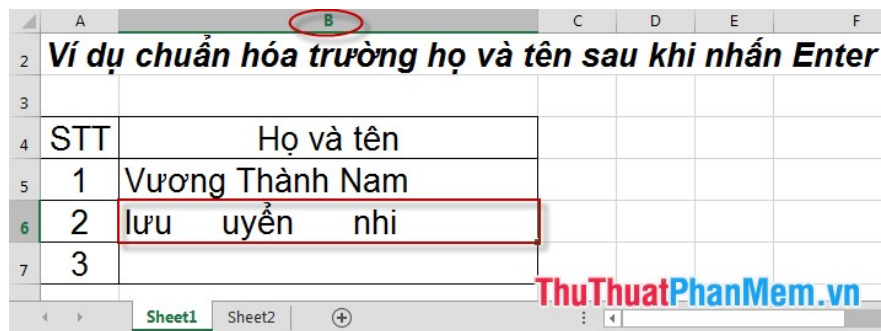 A B C D E F
2 Ví dụ chuẩn hóa trường họ và tên sau khi nhấn Enter
3
4 STT Họ và tên
5 1 Vương Thành Nam
6 2 lưu uyển nhi
7 3
ThuThuatPhanMem.vn
Sheet1 Sheet2